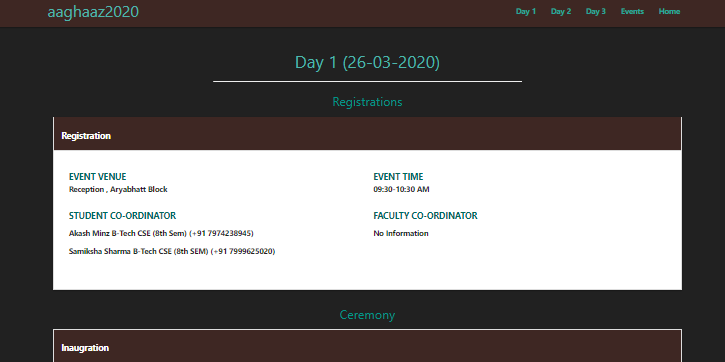 aaghaaz2020
Day 1 Day 2 Day 3 Events Home
Day 1 (26-03-2020)
Registrations
Registration
EVENT VENUE
Reception , Aryabhatt Block
EVENT TIME
09:30-10:30 AM
STUDENT CO-ORDINATOR
Akash Minz B-Tech CSE (8th Sem) (+91 7974238945)
Samiksha Sharma B-Tech CSE (8th SEM) (+91 7999625020)
FACULTY CO-ORDINATOR
No Information
Ceremony
Inaugration